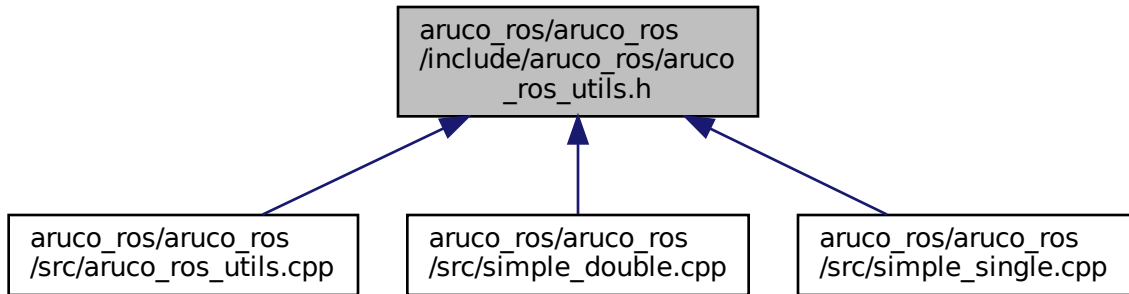 aruco_ros/aruco_ros
/include/aruco_ros/aruco
_ros_utils.h
aruco_ros/aruco_ros
/src/aruco_ros_utils.cpp
aruco_ros/aruco_ros
/src/simple_double.cpp
aruco_ros/aruco_ros
/src/simple_single.cpp